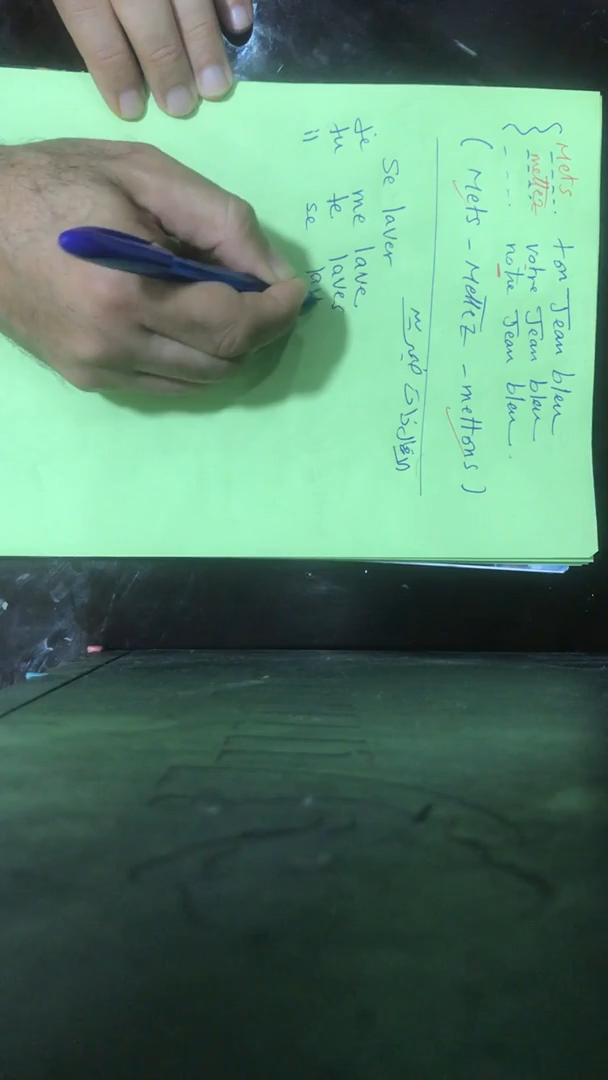 Mets ton Jean bleu
mettez votre Jean bleu
.... notre Jean bleu.
(Mets - Mettez - mettons)
Se laver
Je me lave
tu te laves
il se lav